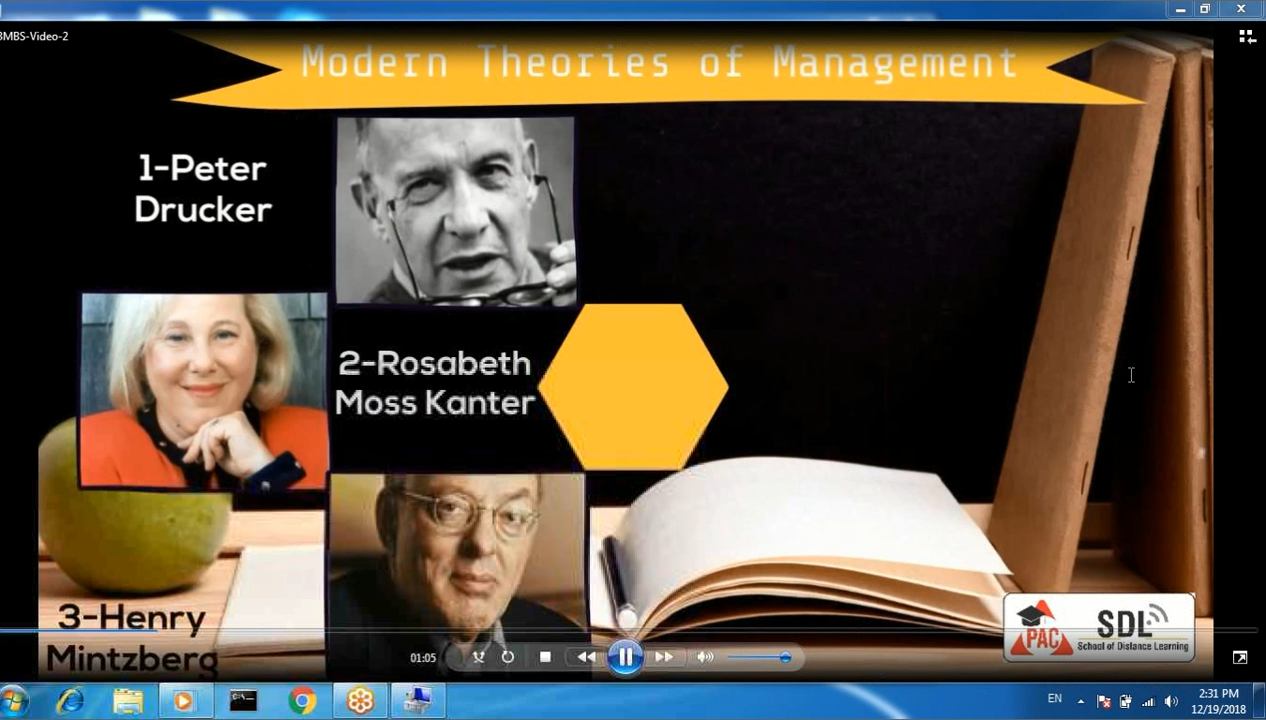 3MBS-Video-2
Modern Theories of Management
1-Peter
Drucker
2-Rosabeth
Moss Kanter
3-Henry
Mintzberg
PAC
SDL
School of Distance Learning
01:05
EN
2:31 PM
12/19/2018